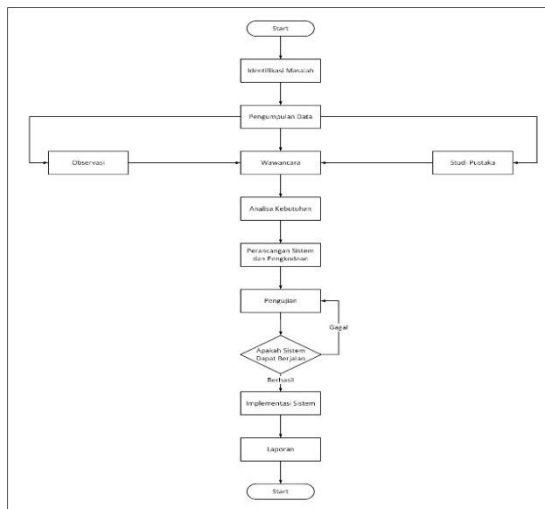 Start
Identifikasi Masalah
Pengumpulan Data
Observasi
Wawancara
Studi Pustaka
Analisa Kebutuhan
Perancangan Sistem
dan Pengkodean
Pengujian
Gagal
Apakah Sistem
Dapat Berjalan
Berhasil
Implementasi Sistem
Laporan
Start